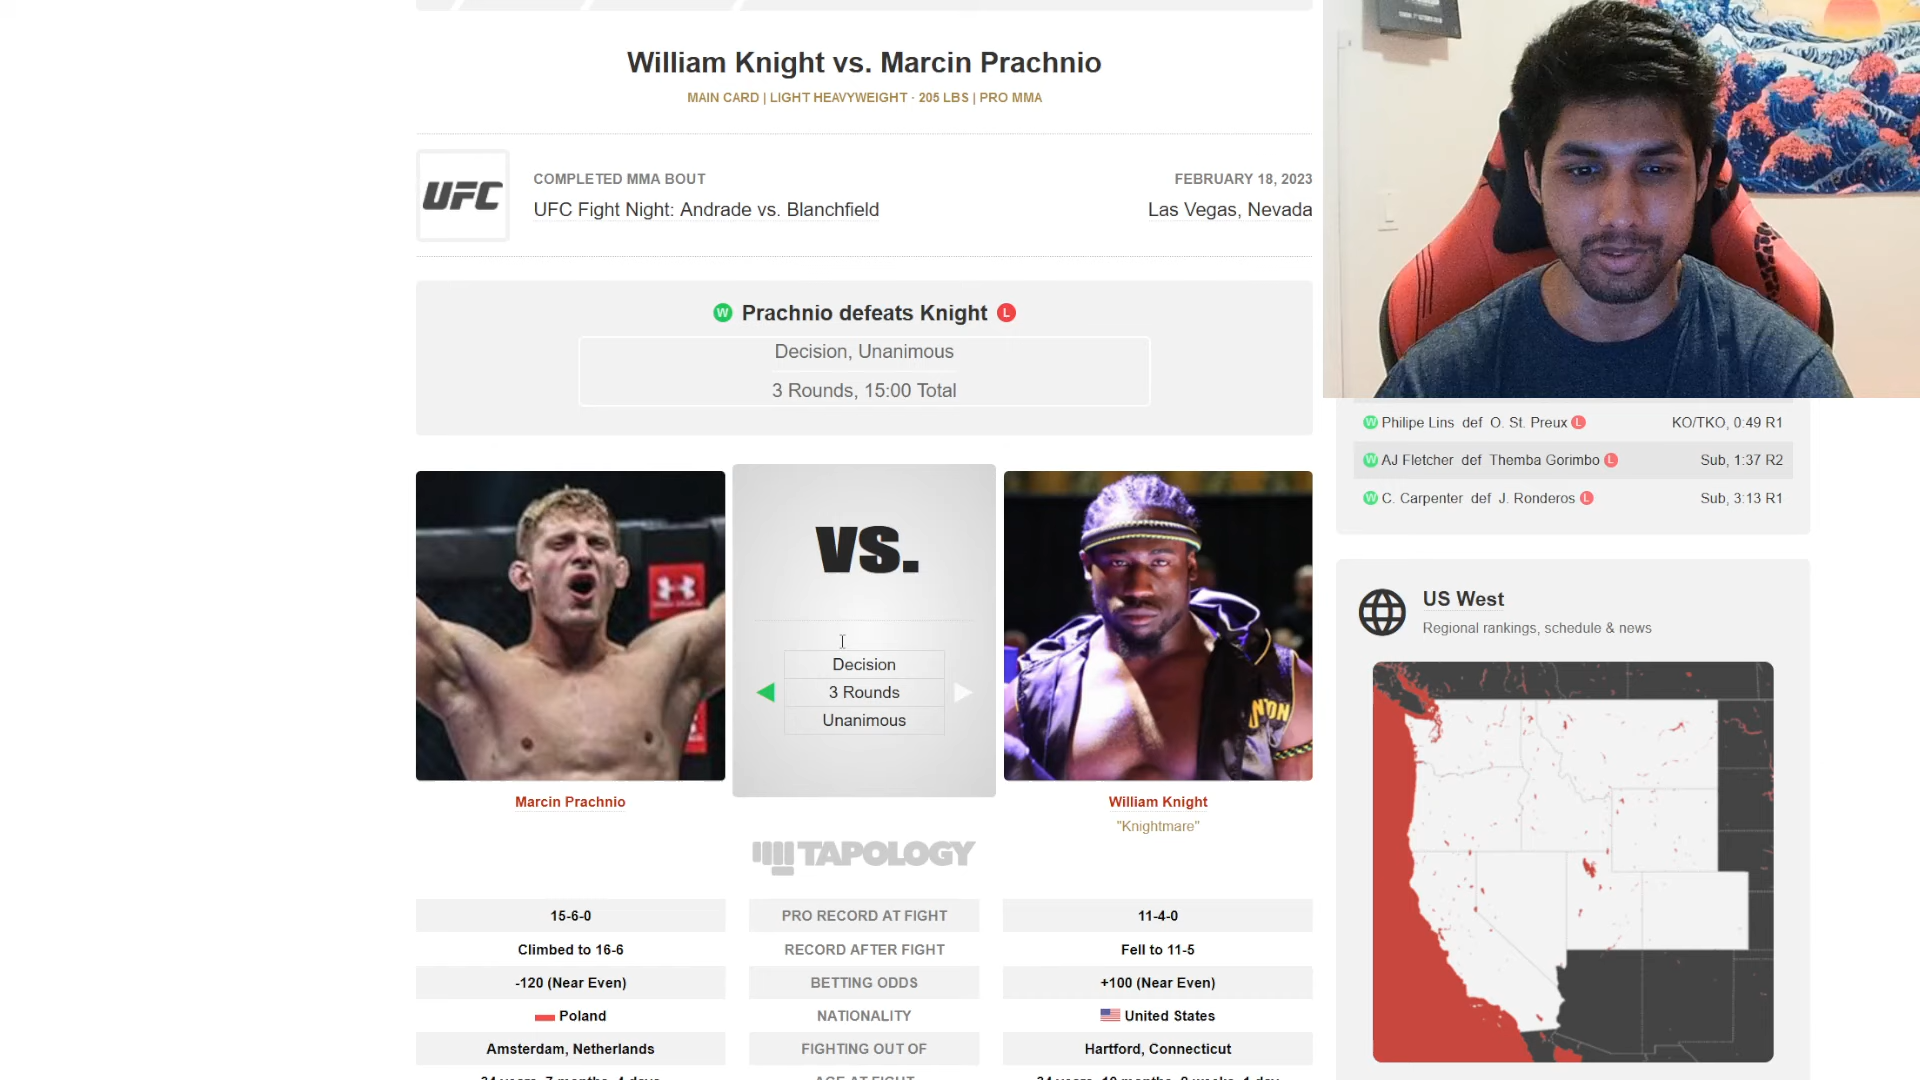 William Knight vs. Marcin Prachnio
MAIN CARD | LIGHT HEAVYWEIGHT · 205 LBS | PRO MMA
UFC
COMPLETED MMA BOUT
FEBRUARY 18, 2023
UFC Fight Night: Andrade vs. Blanchfield
Las Vegas, Nevada
W Prachnio defeats Knight L
Decision, Unanimous
3 Rounds, 15:00 Total
W Philipe Lins def O. St. Preux L KO/TKO, 0:49 R1
W AJ Fletcher def Themba Gorimbo L Sub, 1:37 R2
W C. Carpenter def J. Ronderos L Sub, 3:13 R1
VS.
Decision
3 Rounds
Unanimous
US West
Regional rankings, schedule & news
Marcin Prachnio
William Knight
"Knightmare"
TAPOLOGY
15-6-0 PRO RECORD AT FIGHT 11-4-0
Climbed to 16-6 RECORD AFTER FIGHT Fell to 11-5
-120 (Near Even) BETTING ODDS +100 (Near Even)
Poland NATIONALITY United States
Amsterdam, Netherlands FIGHTING OUT OF Hartford, Connecticut